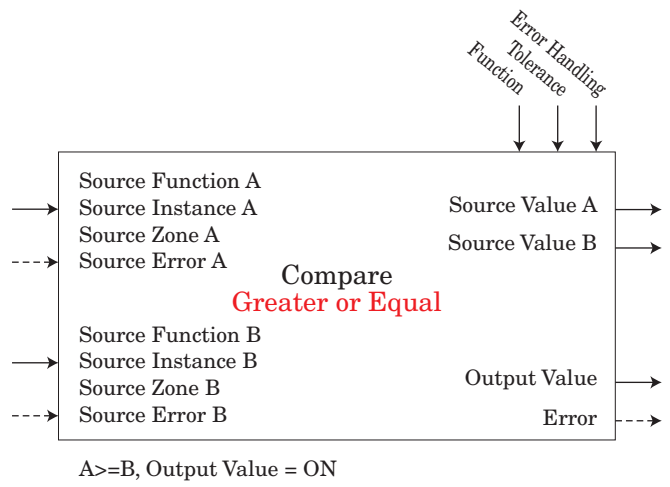 Function
Tolerance
Error Handling
Source Function A
Source Instance A
Source Zone A
Source Error A
Source Value A
Source Value B
Compare
Greater or Equal
Source Function B
Source Instance B
Source Zone B
Source Error B
Output Value
Error
A>=B, Output Value = ON